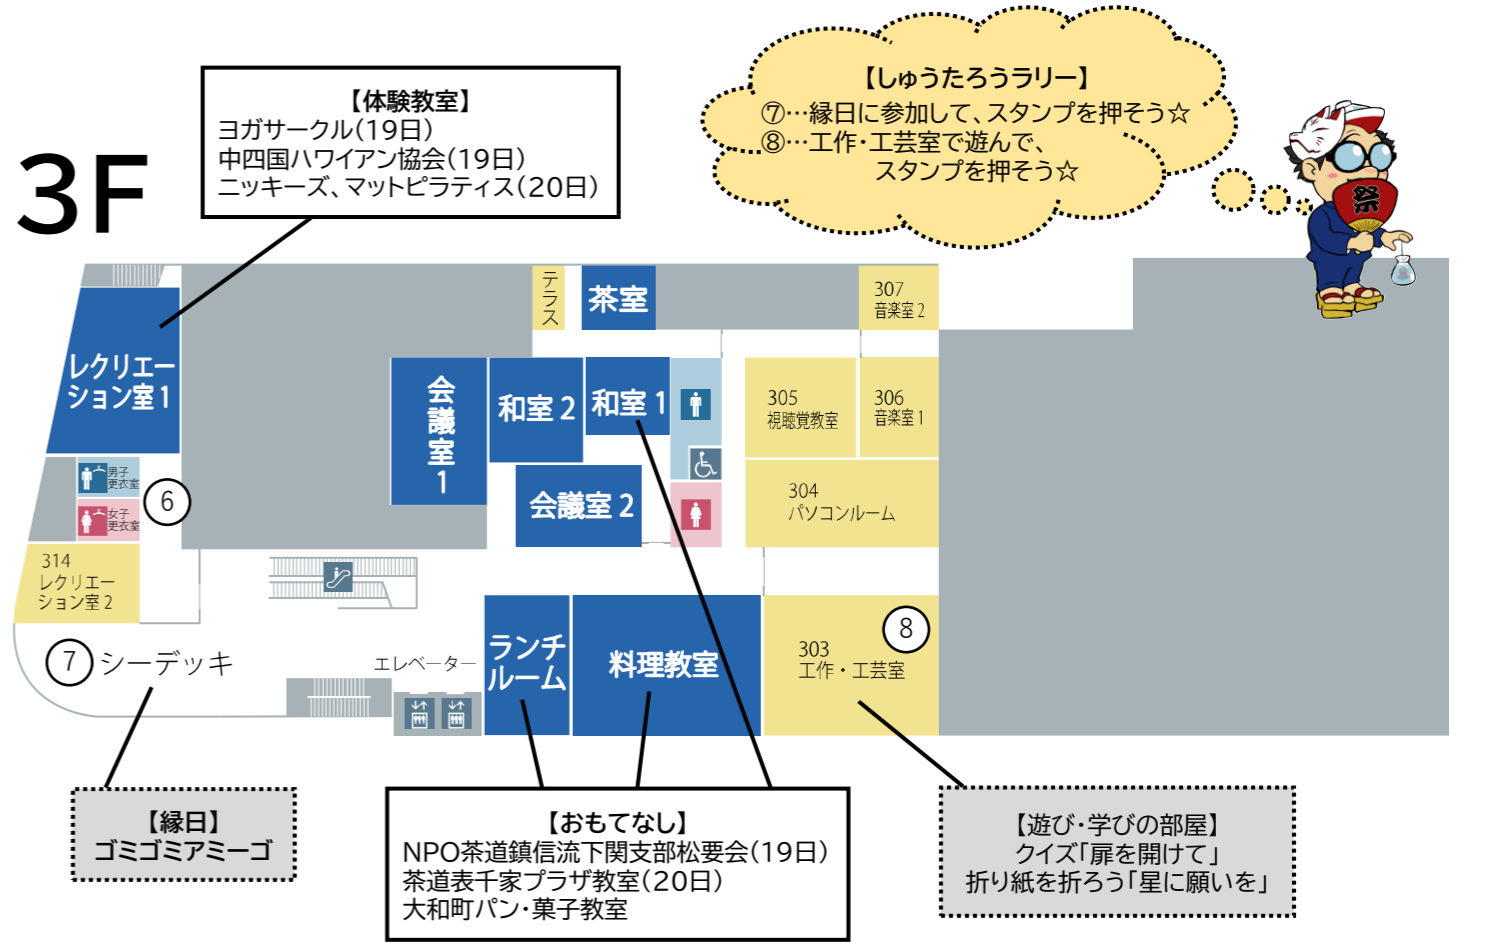 3F
【体験教室】
ヨガサークル(19日)
中四国ハワイアン協会(19日)
ニッキーズ、マットピラティス(20日)
【しゅうたろうラリー】
⑦…縁日に参加して、スタンプを押そう☆
⑧…工作・工芸室で遊んで、
スタンプを押そう☆
祭
レクリエー
ション室1
テラス
茶室
307
音楽室2
会議室1
和室2
和室1
305
視聴覚教室
306
音楽室1
男子
更衣室
女子
更衣室
⑥
会議室2
304
パソコンルーム
314
レクリエー
ション室2
⑦ シーデッキ
エレベーター
ランチ
ルーム
料理教室
303
工作・工芸室
⑧
【縁日】
ゴミゴミアミーゴ
【おもてなし】
NPO茶道鎮信流下関支部松要会(19日)
茶道表千家プラザ教室(20日)
大和町パン・菓子教室
【遊び・学びの部屋】
クイズ「扉を開けて」
折り紙を折ろう「星に願いを」